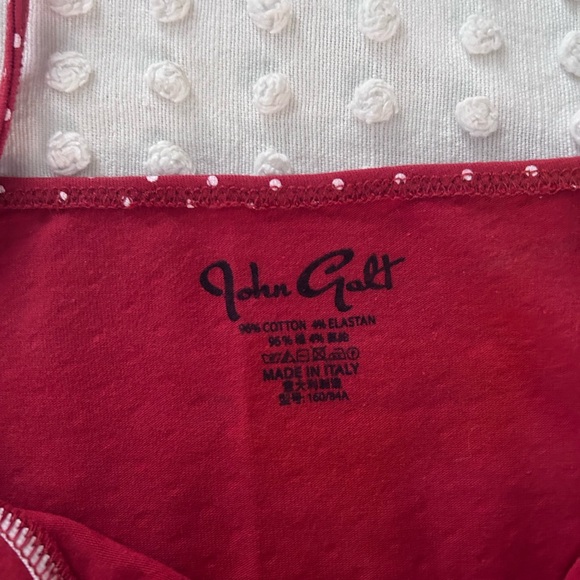 John Galt
96% COTTON 4% ELASTAN
96% 棉 4% 氨纶
MADE IN ITALY
意大利制造
型号: 160/84A